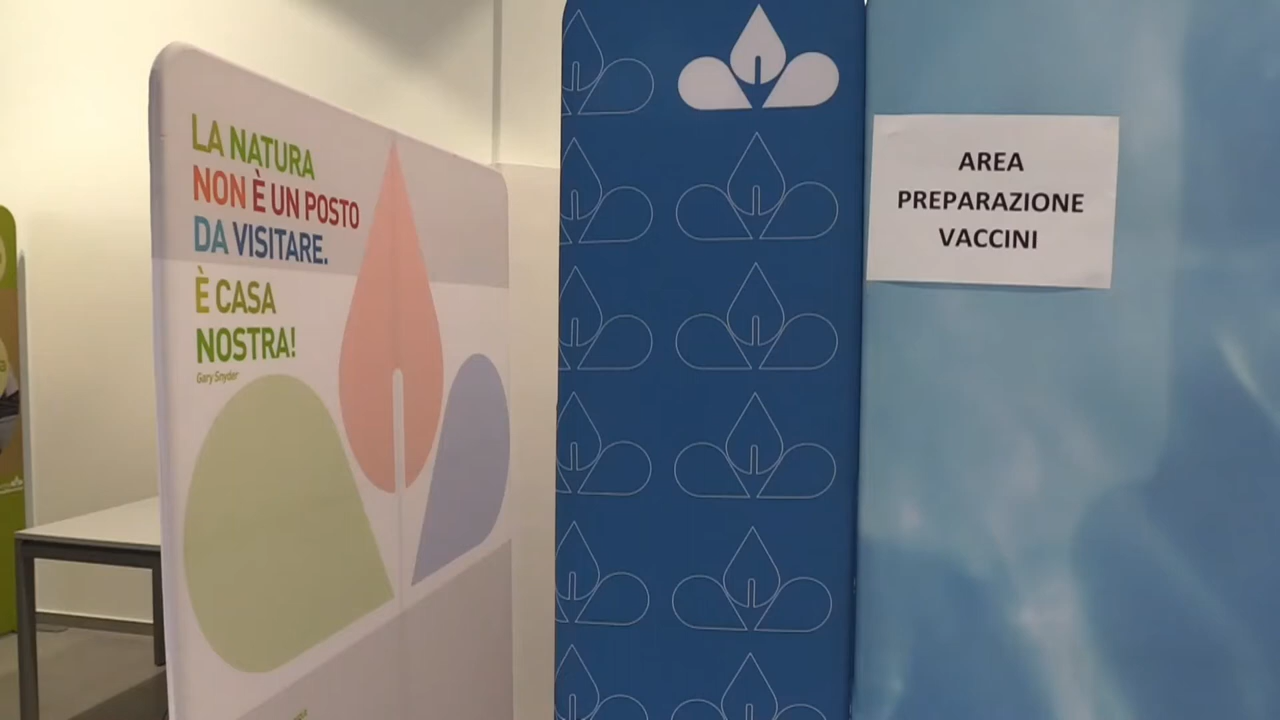 LA NATURA
NON È UN POSTO
DA VISITARE.
È CASA
NOSTRA!
Gary Snyder
AREA
PREPARAZIONE
VACCINI